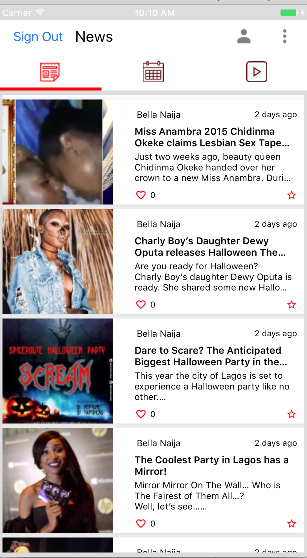 Carrier 10:10 AM
Sign Out News
Bella Naija 2 days ago
Miss Anambra 2015 Chidinma
Okeke claims Lesbian Sex Tape...
Just two weeks ago, beauty queen
Chidinma Okeke handed over her
crown to a new Miss Anambra. Duri...
0
Bella Naija 2 days ago
Charly Boy's Daughter Dewy
Oputa releases Halloween The...
Are you ready for Halloween?
Charly Boy's daughter Dewy Oputa is
ready. She shared some new Hallo...
0
SPICEROUTE HALLOWEEN PARTY
SCREAM
Bella Naija 2 days ago
Dare to Scare? The Anticipated
Biggest Halloween Party in the...
This year the city of Lagos is set to
experience a Halloween party like no
other....
0
Bella Naija 2 days ago
The Coolest Party in Lagos has a
Mirror!
Mirror Mirror On The Wall... Who is
The Fairest of Them All...?
Well, let's see......
0
Bella Naija 2 days ago